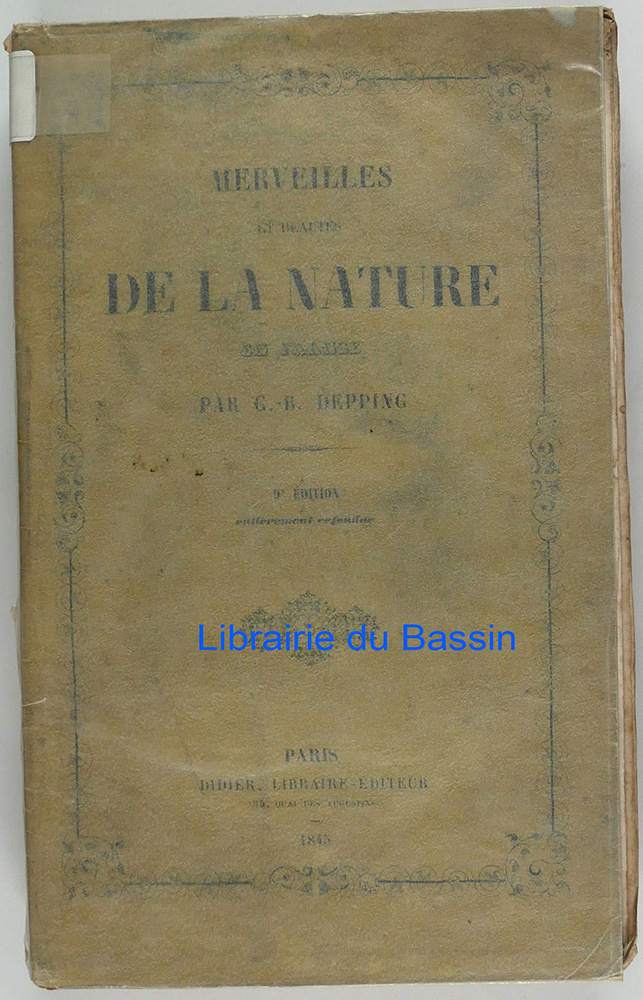 MERVEILLES
ET BEAUTÉS
DE LA NATURE
EN FRANCE
PAR G.-B. DEPPING
9e ÉDITION
entièrement refondue
Librairie du Bassin
PARIS
DIDIER, LIBRAIRE-ÉDITEUR
35, QUAI DES AUGUSTINS
1845